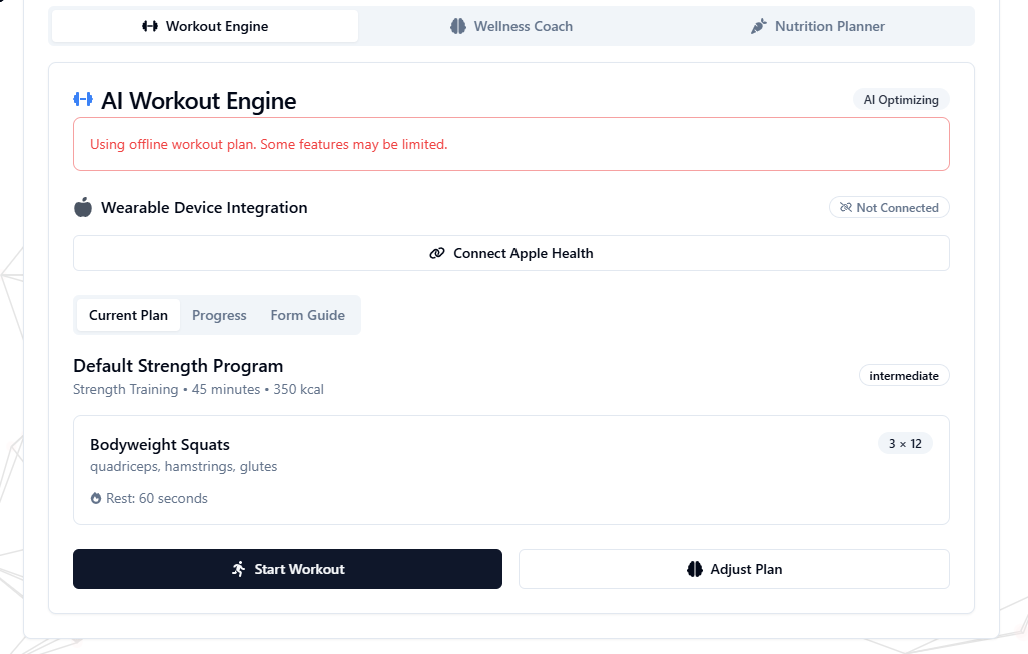 Workout Engine
Wellness Coach
Nutrition Planner
AI Workout Engine
AI Optimizing
Using offline workout plan. Some features may be limited.
Wearable Device Integration
Not Connected
Connect Apple Health
Current Plan
Progress
Form Guide
Default Strength Program
Strength Training • 45 minutes • 350 kcal
intermediate
Bodyweight Squats
3 × 12
quadriceps, hamstrings, glutes
Rest: 60 seconds
Start Workout
Adjust Plan